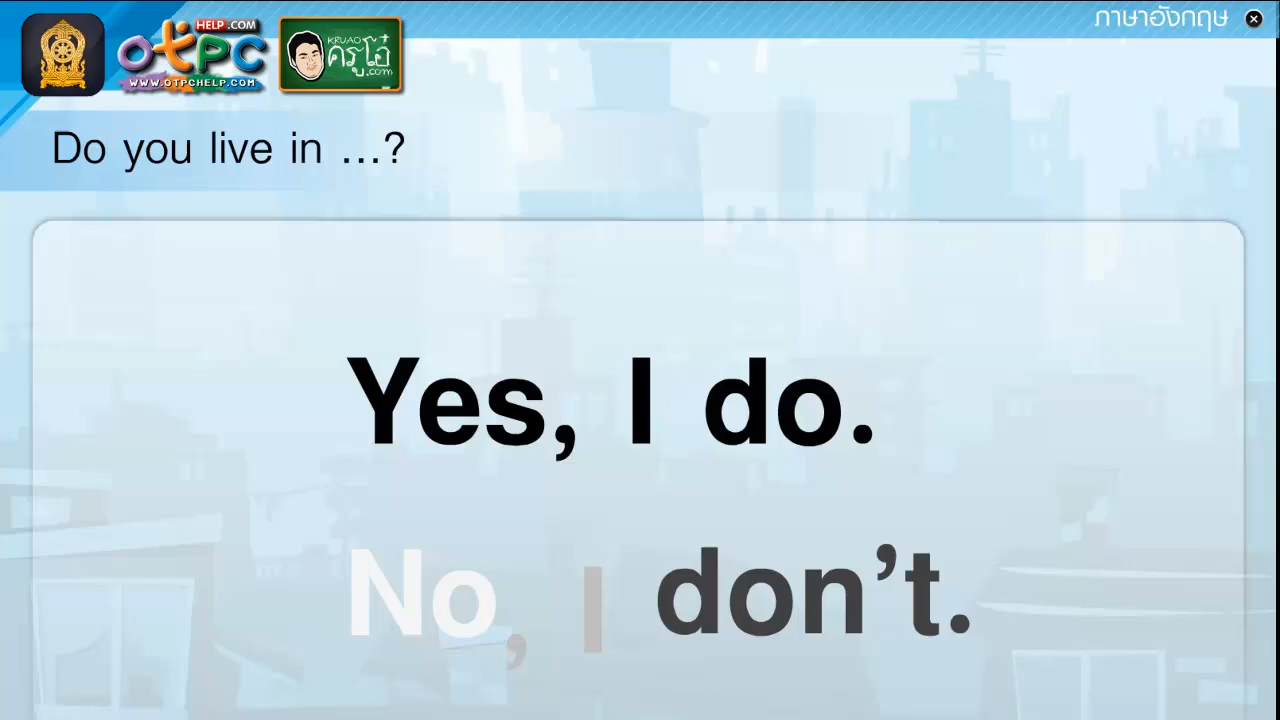 ภาษาอังกฤษ
HELP.COM
OTPC
WWW.OTPCHELP.COM
KRUAO
ครูโอ๋
.com
Do you live in ...?
Yes, I do.
No, I don’t.